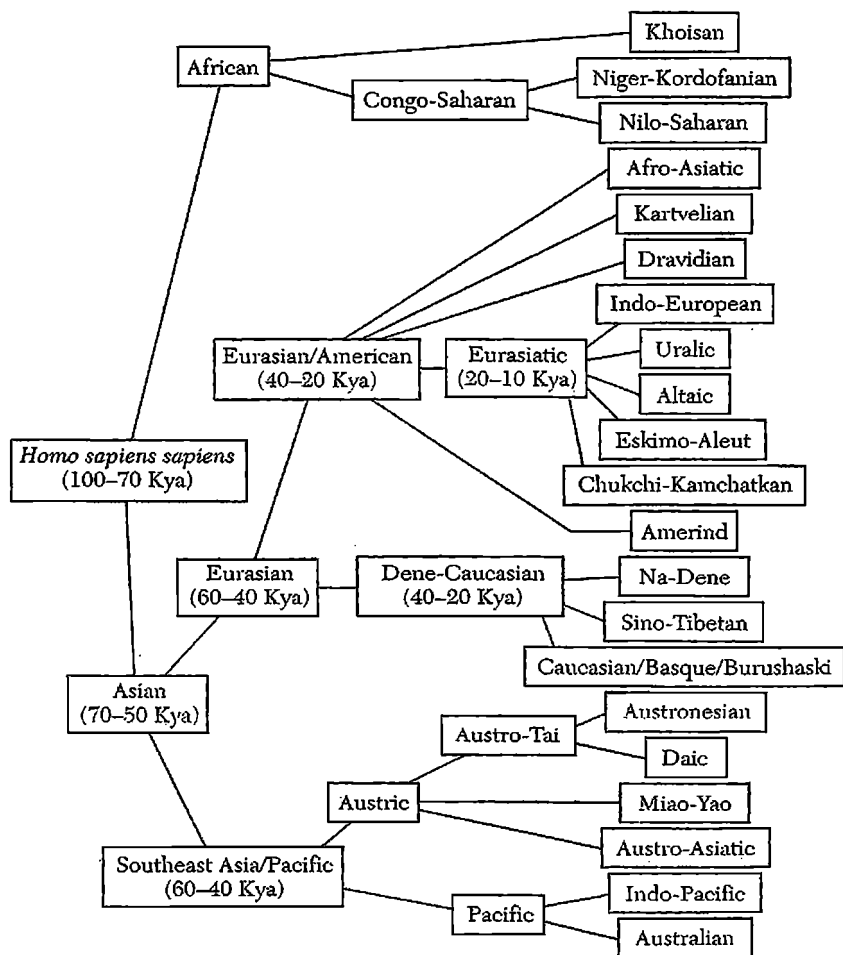 Khoisan
African
Niger-Kordofanian
Congo-Saharan
Nilo-Saharan
Afro-Asiatic
Kartvelian
Dravidian
Indo-European
Eurasian/American
(40–20 Kya)
Eurasiatic
(20–10 Kya)
Uralic
Altaic
Eskimo-Aleut
Homo sapiens sapiens
(100–70 Kya)
Chukchi-Kamchatkan
Amerind
Eurasian
(60–40 Kya)
Dene-Caucasian
(40–20 Kya)
Na-Dene
Sino-Tibetan
Caucasian/Basque/Burushaski
Asian
(70–50 Kya)
Austronesian
Austro-Tai
Daic
Austric
Miao-Yao
Austro-Asiatic
Southeast Asia/Pacific
(60–40 Kya)
Indo-Pacific
Pacific
Australian